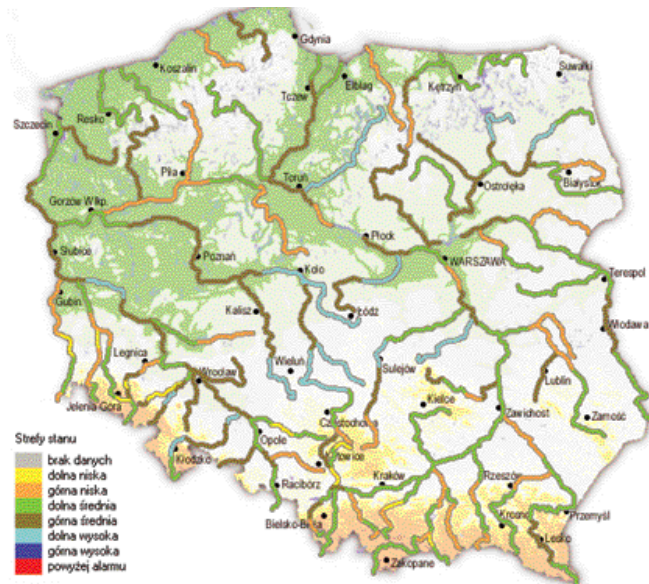 Gdynia
Koszalin
Suwałki
Elbląg
Kętrzyn
Tczew
Resko
Szczecin
Piła
Toruń
Ostrołęka
Białystok
Gorzów Wlkp.
Płock
Słubice
Poznań
Koło
WARSZAWA
Terespol
Gubin
Kalisz
Łódź
Włodawa
Legnica
Wieluń
Sulejów
Wrocław
Lublin
Jelenia Góra
Kielce
Zawichost
Zamość
Częstochowa
Opole
Strefy stanu
brak danych
dolna niska
górna niska
dolna średnia
górna średnia
dolna wysoka
górna wysoka
powyżej alarmu
Kłodzko
Katowice
Racibórz
Kraków
Rzeszów
Bielsko-Biała
Krosno
Przemyśl
Lesko
Zakopane